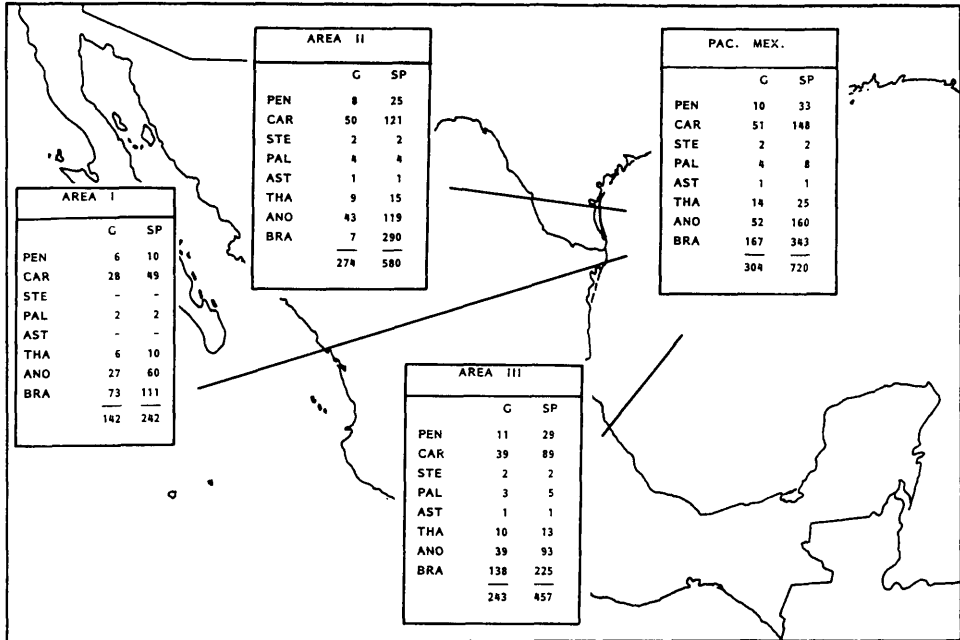 AREA II
G SP
PEN 8 25
CAR 50 121
STE 2 2
PAL 4 4
AST 1 1
THA 9 15
ANO 43 119
BRA 7 290
274 580
PAC. MEX.
G SP
PEN 10 33
CAR 51 148
STE 2 2
PAL 4 8
AST 1 1
THA 14 25
ANO 52 160
BRA 167 343
304 720
AREA I
G SP
PEN 6 10
CAR 28 49
STE - -
PAL 2 2
AST - -
THA 6 10
ANO 27 60
BRA 73 111
142 242
AREA III
G SP
PEN 11 29
CAR 39 89
STE 2 2
PAL 3 5
AST 1 1
THA 10 13
ANO 39 93
BRA 138 225
243 457